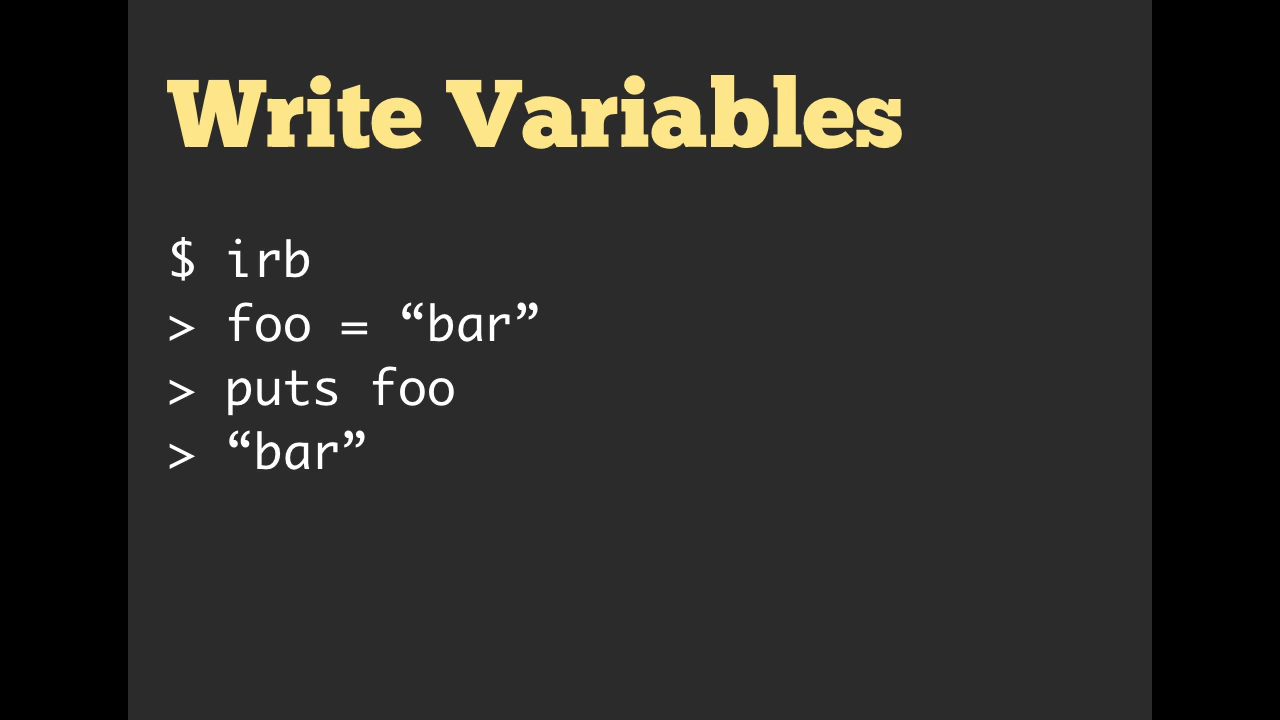 Write Variables
$ irb
> foo = “bar”
> puts foo
> “bar”